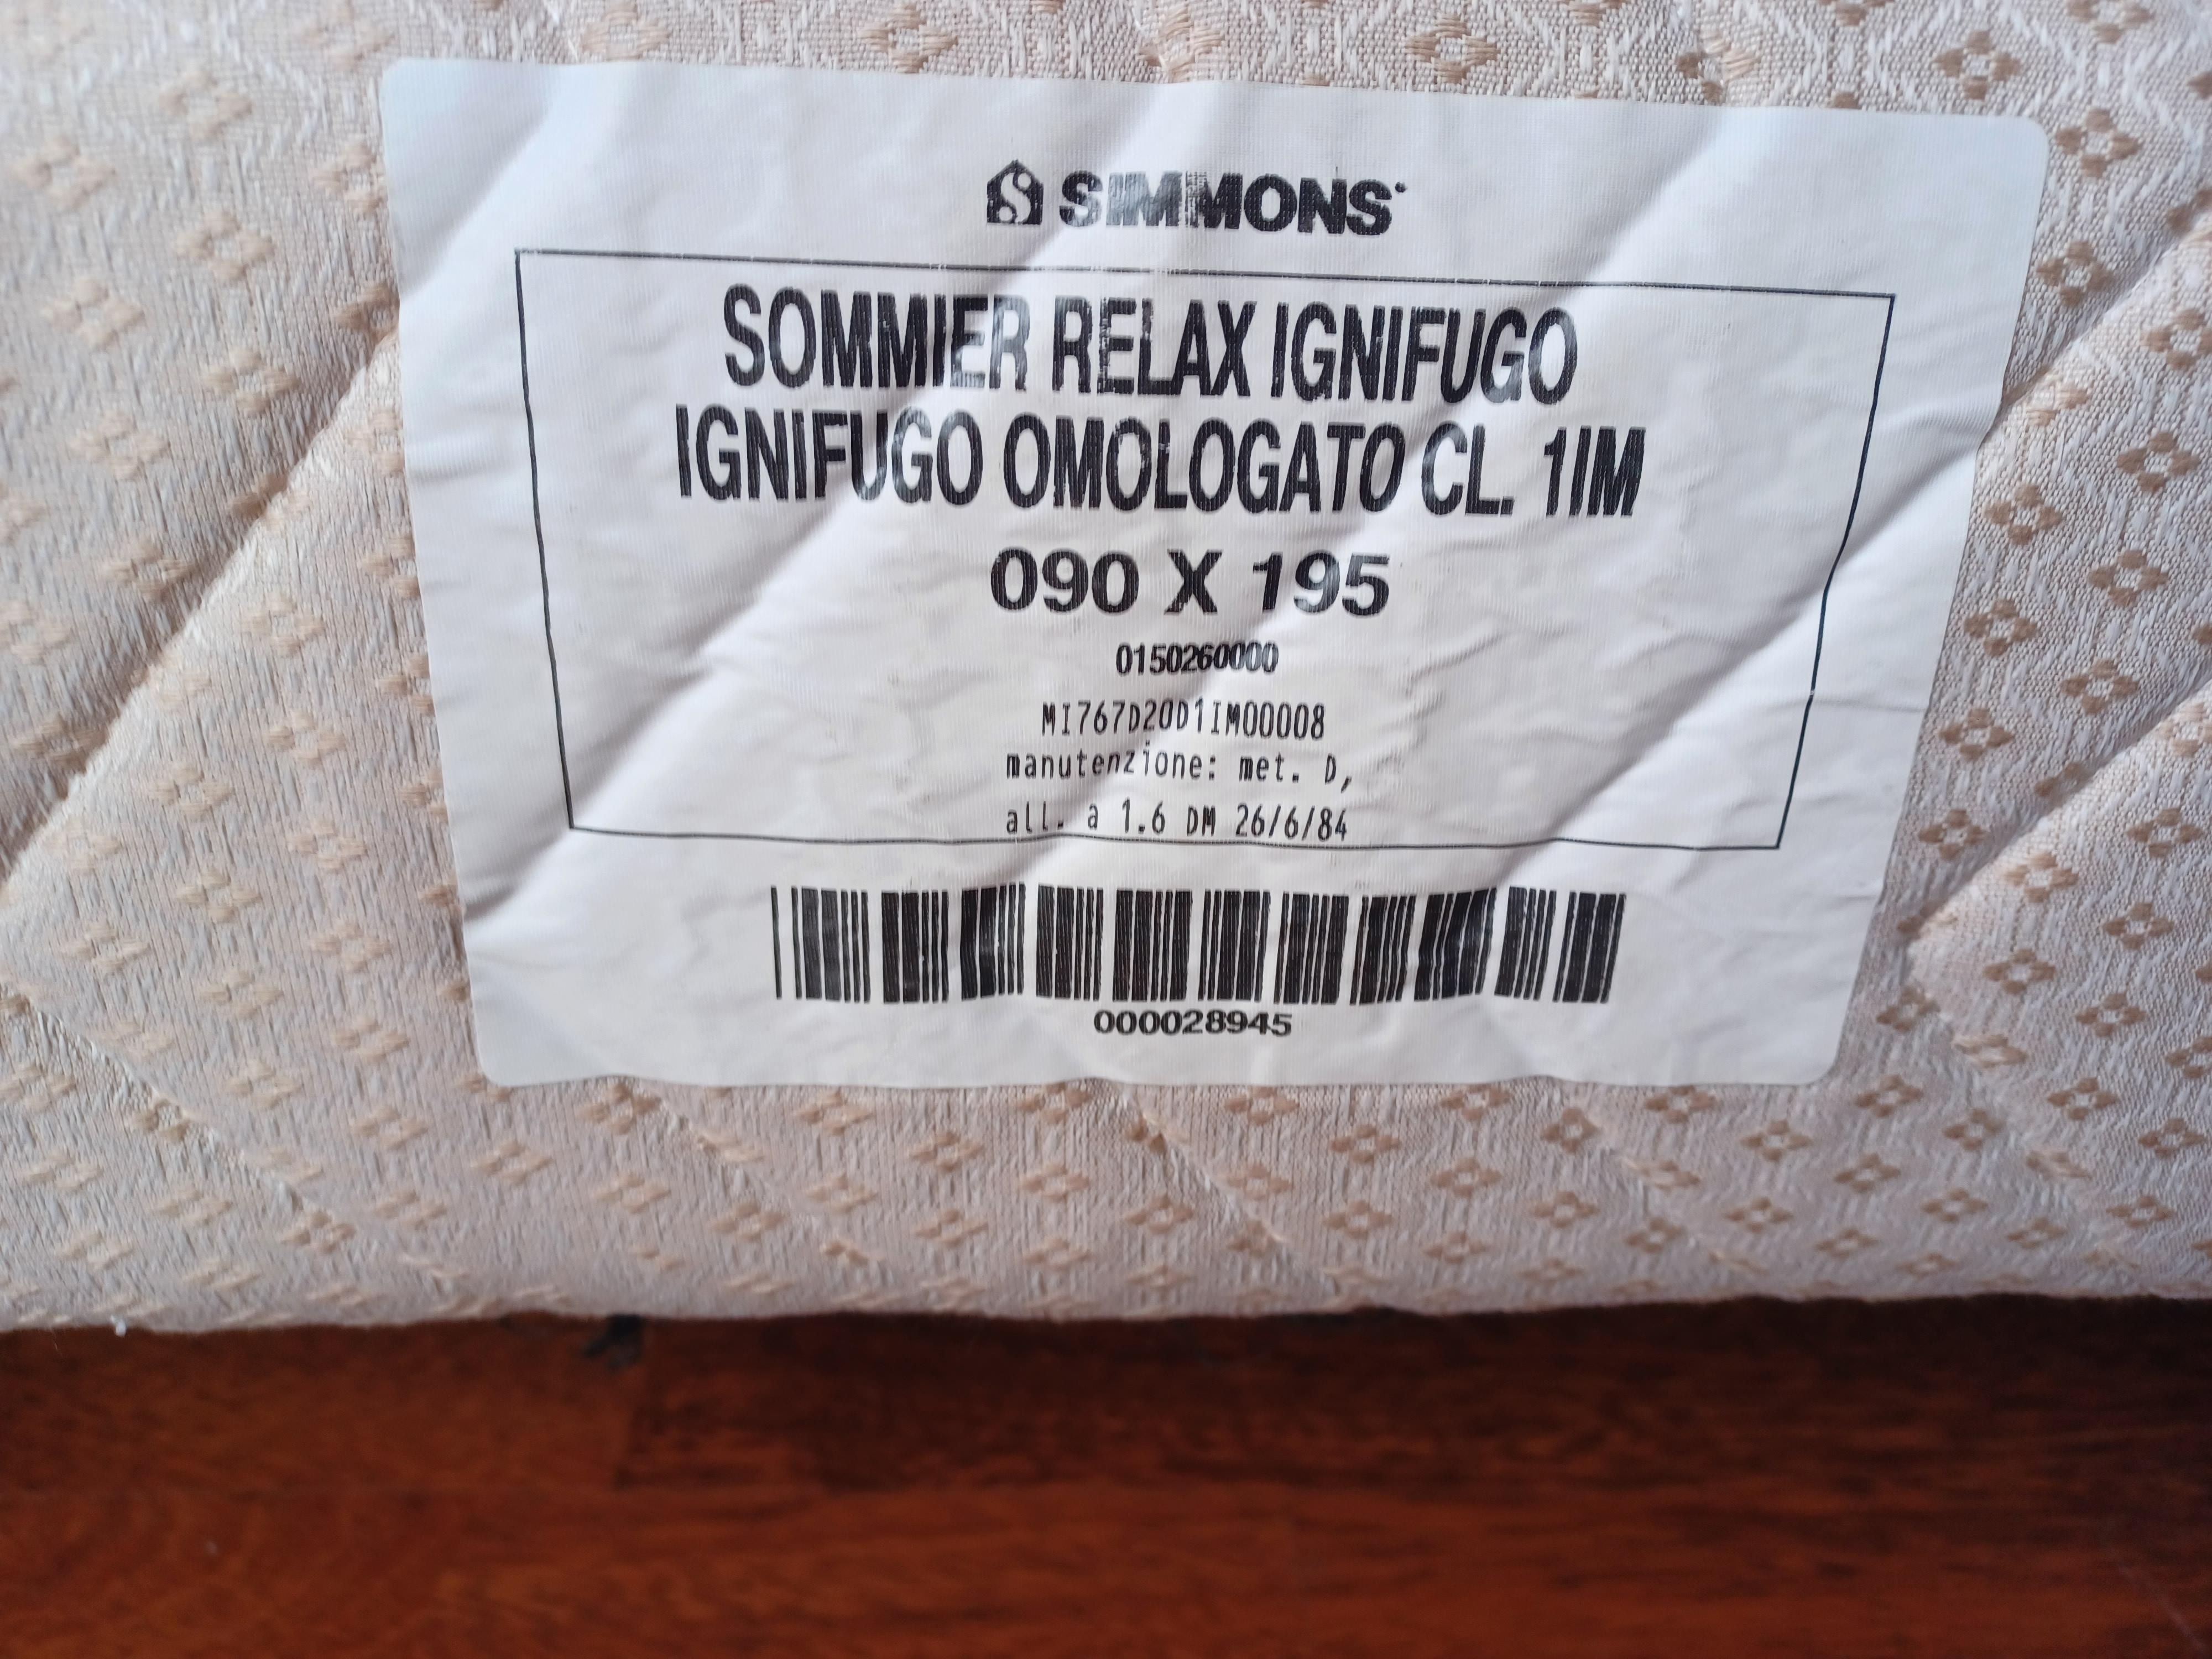 SIMMONS
SOMMIER RELAX IGNIFUGO
IGNIFUGO OMOLOGATO CL. 1IM
090 X 195
0150260000
MI767D20D1IM00008
manutenzione: met. D,
all. a 1.6 DM 26/6/84
000028945